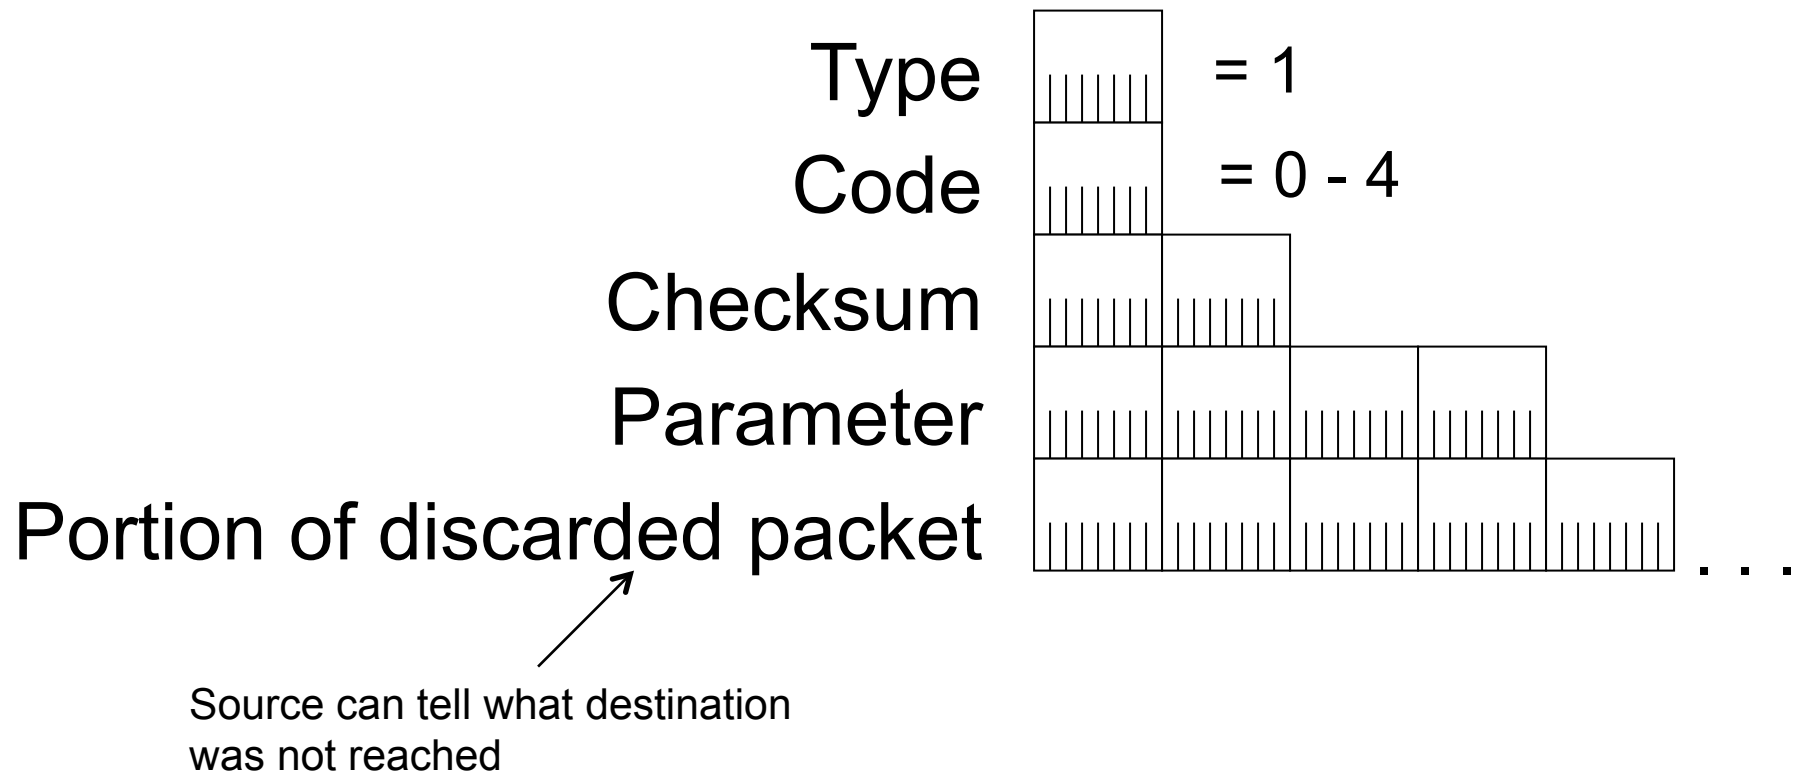 Type = 1
Code = 0 - 4
Checksum
Parameter
Portion of discarded packet . . .
Source can tell what destination
was not reached